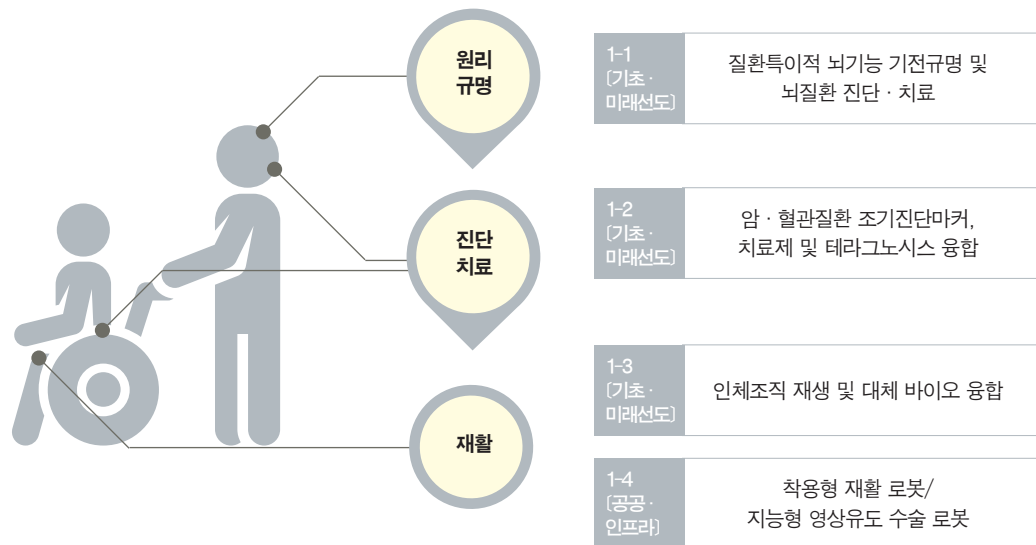 원리
규명
진단
치료
재활
1-1
〔기초 ·
미래선도〕
질환특이적 뇌기능 기전규명 및
뇌질환 진단 · 치료
1-2
〔기초 ·
미래선도〕
암 · 혈관질환 조기진단마커,
치료제 및 테라그노시스 융합
1-3
〔기초 ·
미래선도〕
인체조직 재생 및 대체 바이오 융합
1-4
〔공공 ·
인프라〕
착용형 재활 로봇/
지능형 영상유도 수술 로봇